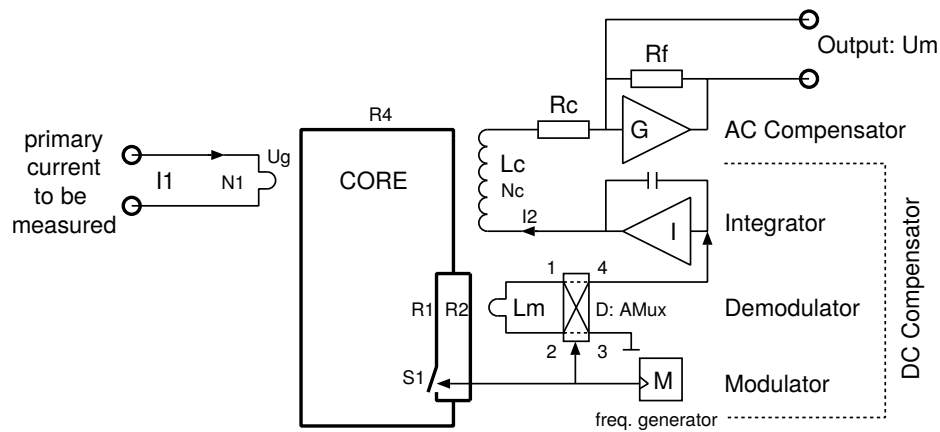 Output: Um
Rf
Rc
G
AC Compensator
R4
primary
current
to be
measured
I1
N1
Ug
CORE
Lc
Nc
I2
I
Integrator
1
4
R1
R2
Lm
D: AMux
Demodulator
2
3
S1
M
Modulator
freq. generator
DC Compensator